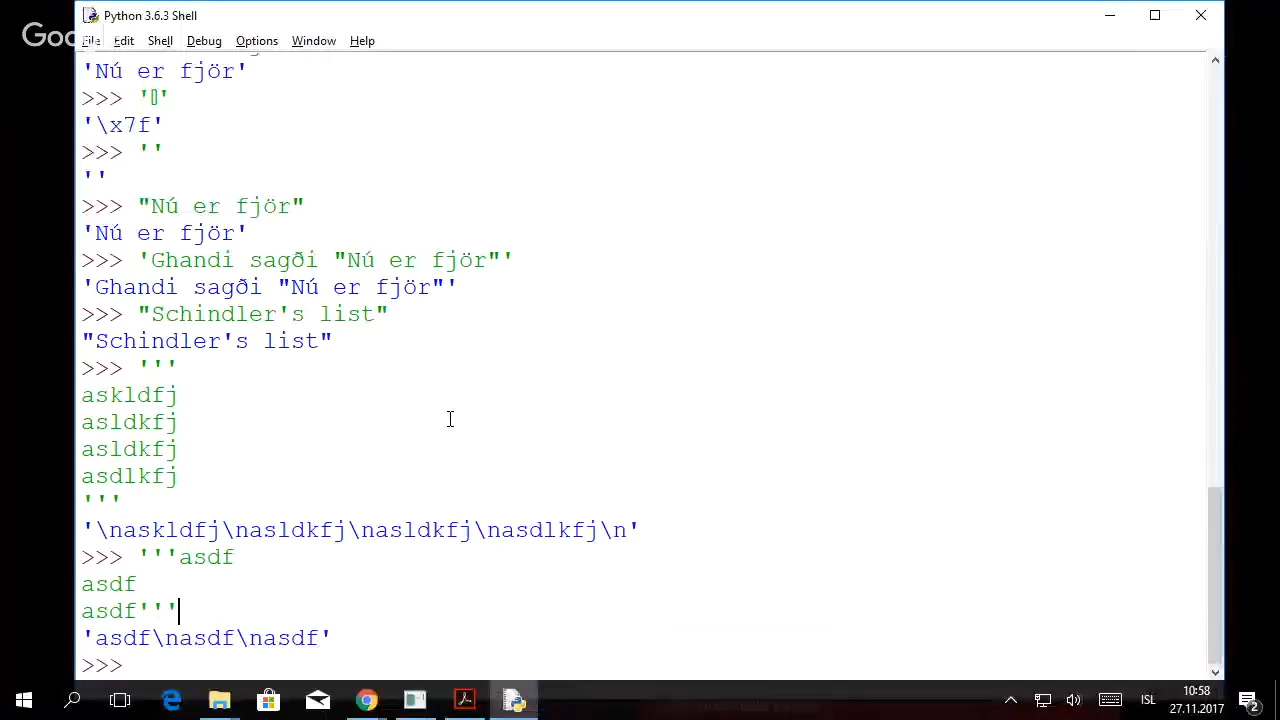 Python 3.6.3 Shell
Goo
File Edit Shell Debug Options Window Help
'Nú er fjör'
>>> '▯'
'\x7f'
>>> ''
''
>>> "Nú er fjör"
'Nú er fjör'
>>> 'Ghandi sagði "Nú er fjör"'
'Ghandi sagði "Nú er fjör"'
>>> "Schindler's list"
"Schindler's list"
>>> '''
askldfj
asldkfj
asldkfj
asdlkfj
'''
'\naskldfj\nasldkfj\nasldkfj\nasdlkfj\n'
>>> '''asdf
asdf
asdf'''
'asdf\nasdf\nasdf'
>>>
ISL
10:58
27.11.2017
2